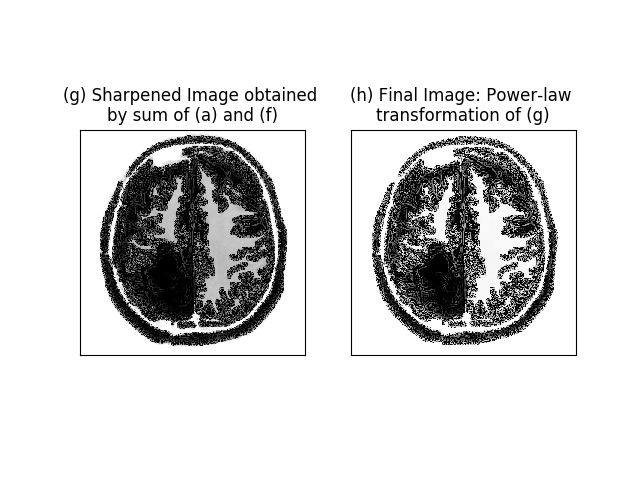 (g) Sharpened Image obtained
by sum of (a) and (f)
(h) Final Image: Power-law
transformation of (g)